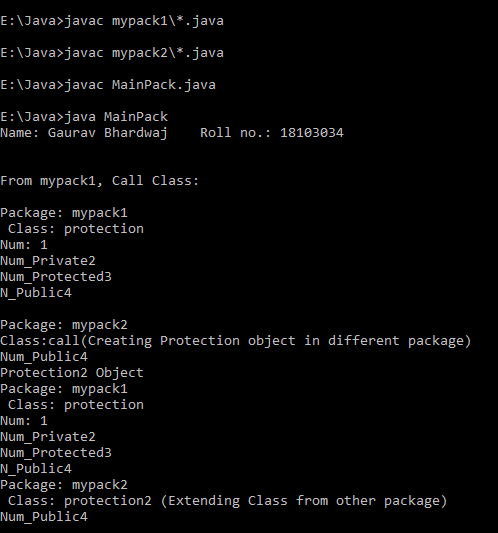 E:\Java>javac mypack1\*.java
E:\Java>javac mypack2\*.java
E:\Java>javac MainPack.java
E:\Java>java MainPack
Name: Gaurav Bhardwaj    Roll no.: 18103034
From mypack1, Call Class:
Package: mypack1
 Class: protection
Num: 1
Num_Private2
Num_Protected3
N_Public4
Package: mypack2
Class:call(Creating Protection object in different package)
Num_Public4
Protection2 Object
Package: mypack1
 Class: protection
Num: 1
Num_Private2
Num_Protected3
N_Public4
Package: mypack2
 Class: protection2 (Extending Class from other package)
Num_Public4